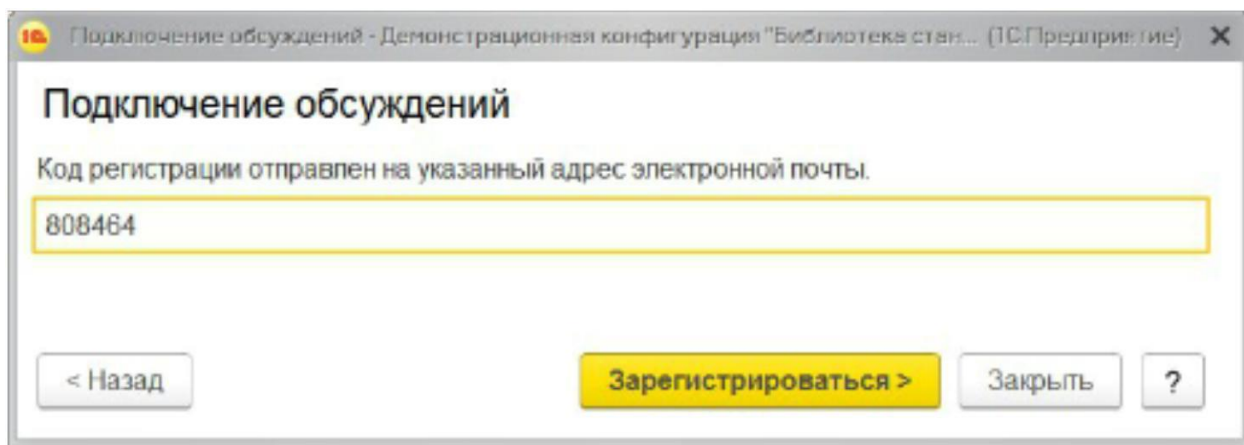 1С Подключение обсуждений - Демонстрационная конфигурация "Библиотека стан... (1С:Предприятие) ×
Подключение обсуждений
Код регистрации отправлен на указанный адрес электронной почты.
808464
< Назад Зарегистрироваться > Закрыть ?